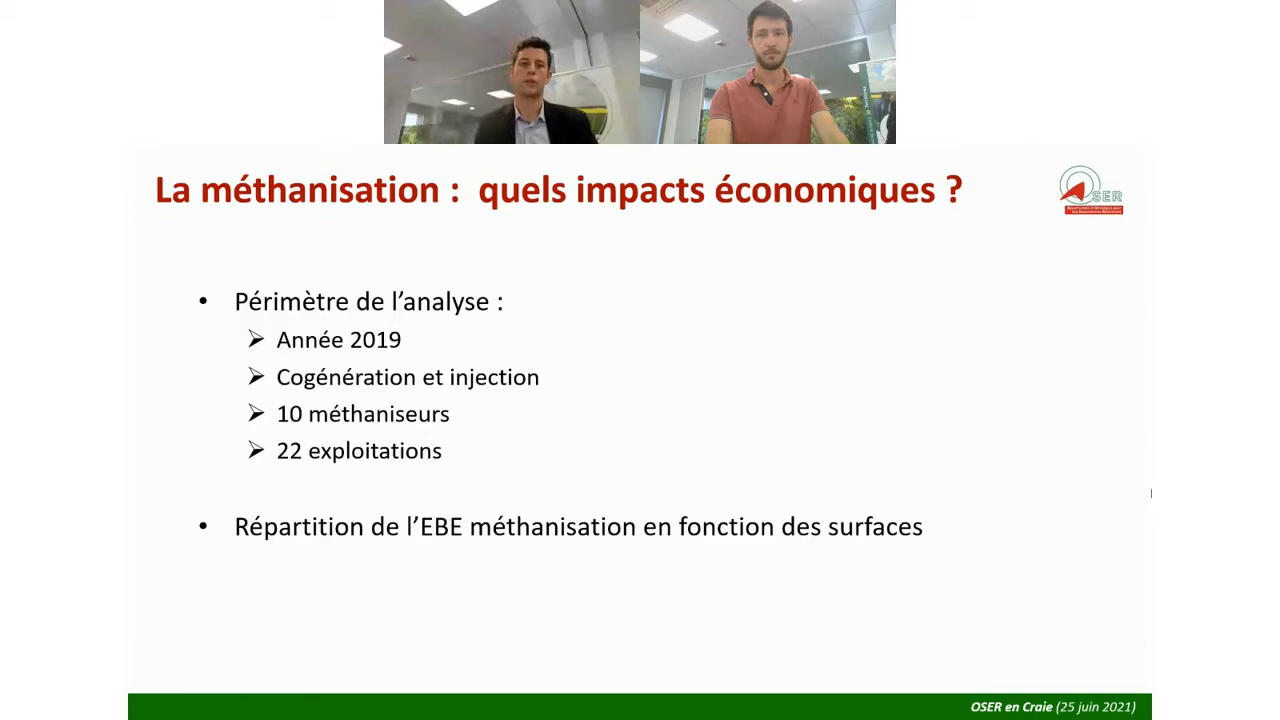 La méthanisation : quels impacts économiques ?
SER
• Périmètre de l'analyse :
➢ Année 2019
➢ Cogénération et injection
➢ 10 méthaniseurs
➢ 22 exploitations
• Répartition de l'EBE méthanisation en fonction des surfaces
OSER en Craie (25 juin 2021)